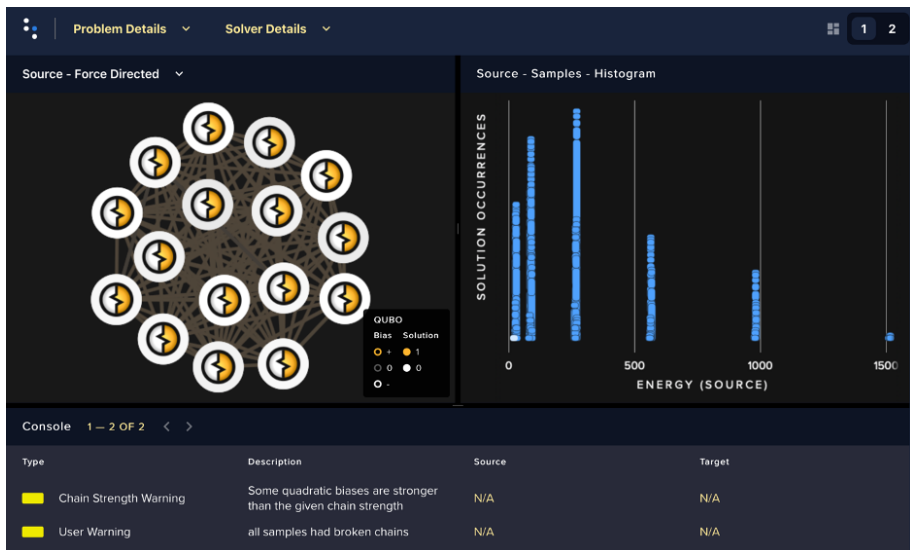 Problem Details
Solver Details
1 2
Source - Force Directed
Source - Samples - Histogram
QUBO
Bias Solution
+ 1
0 0
-
SOLUTION OCCURRENCES
0 500 1000 1500
ENERGY (SOURCE)
Console 1 — 2 OF 2
Type Description Source Target
Chain Strength Warning Some quadratic biases are stronger N/A N/A
than the given chain strength
User Warning all samples had broken chains N/A N/A